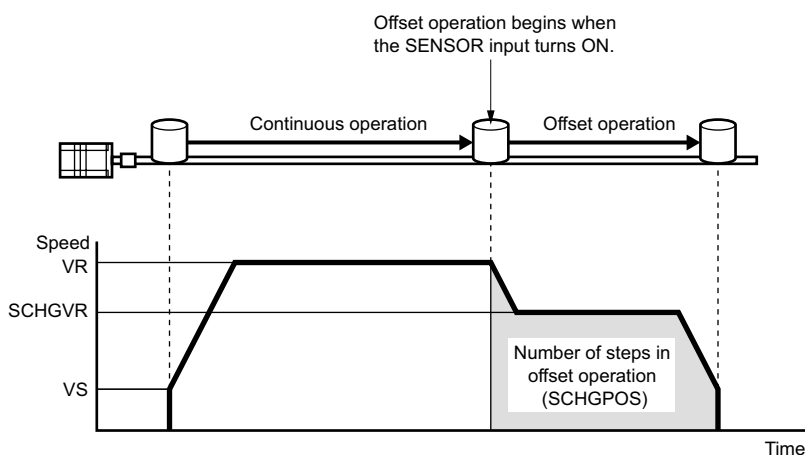 Offset operation begins when
the SENSOR input turns ON.
Continuous operation
Offset operation
Speed
VR
SCHGVR
VS
Number of steps in
offset operation
(SCHGPOS)
Time